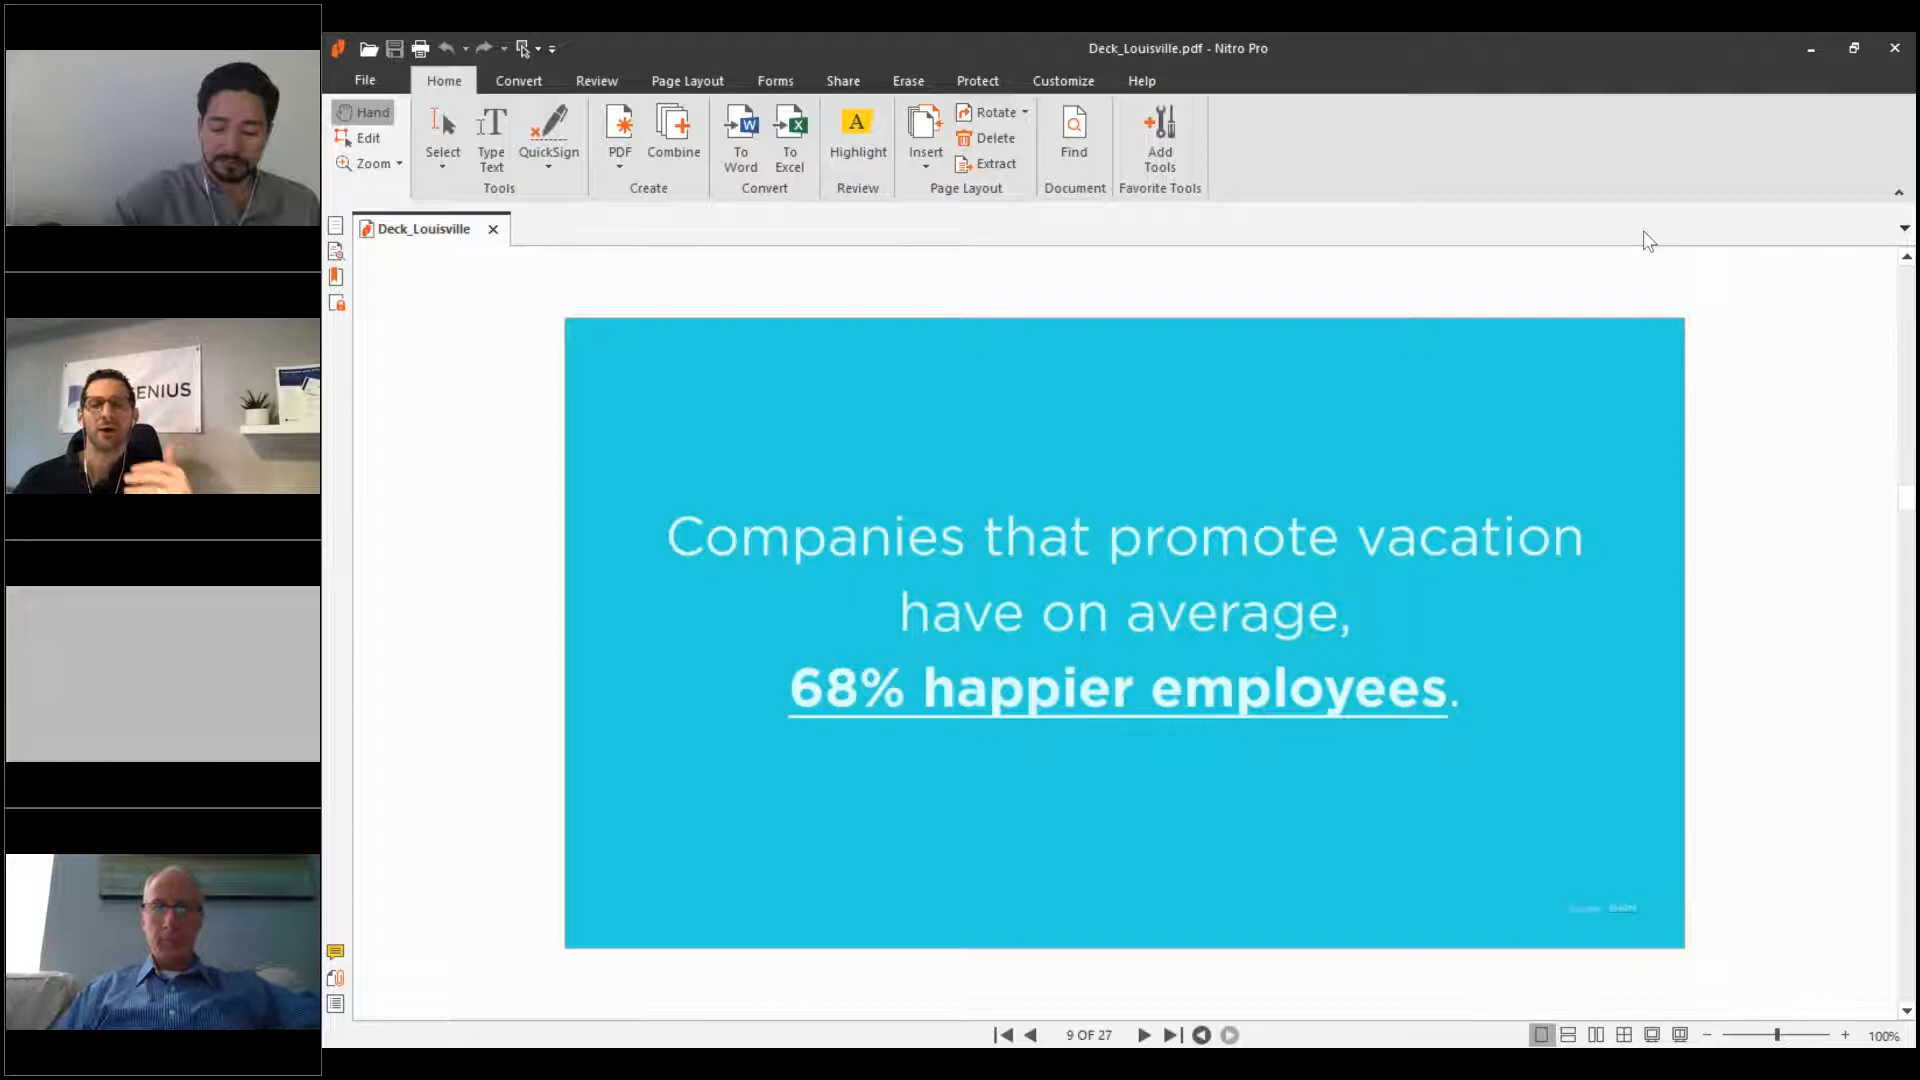 ENIUS
Deck_Louisville.pdf - Nitro Pro
File Home Convert Review Page Layout Forms Share Erase Protect Customize Help
Hand
Edit
Zoom
Select
Type Text
QuickSign
Tools
PDF
Combine
Create
To Word
To Excel
Convert
A
Highlight
Review
Insert
Rotate
Delete
Extract
Page Layout
Find
Document
Add Tools
Favorite Tools
Deck_Louisville
Companies that promote vacation
have on average,
68% happier employees.
9 OF 27
100%